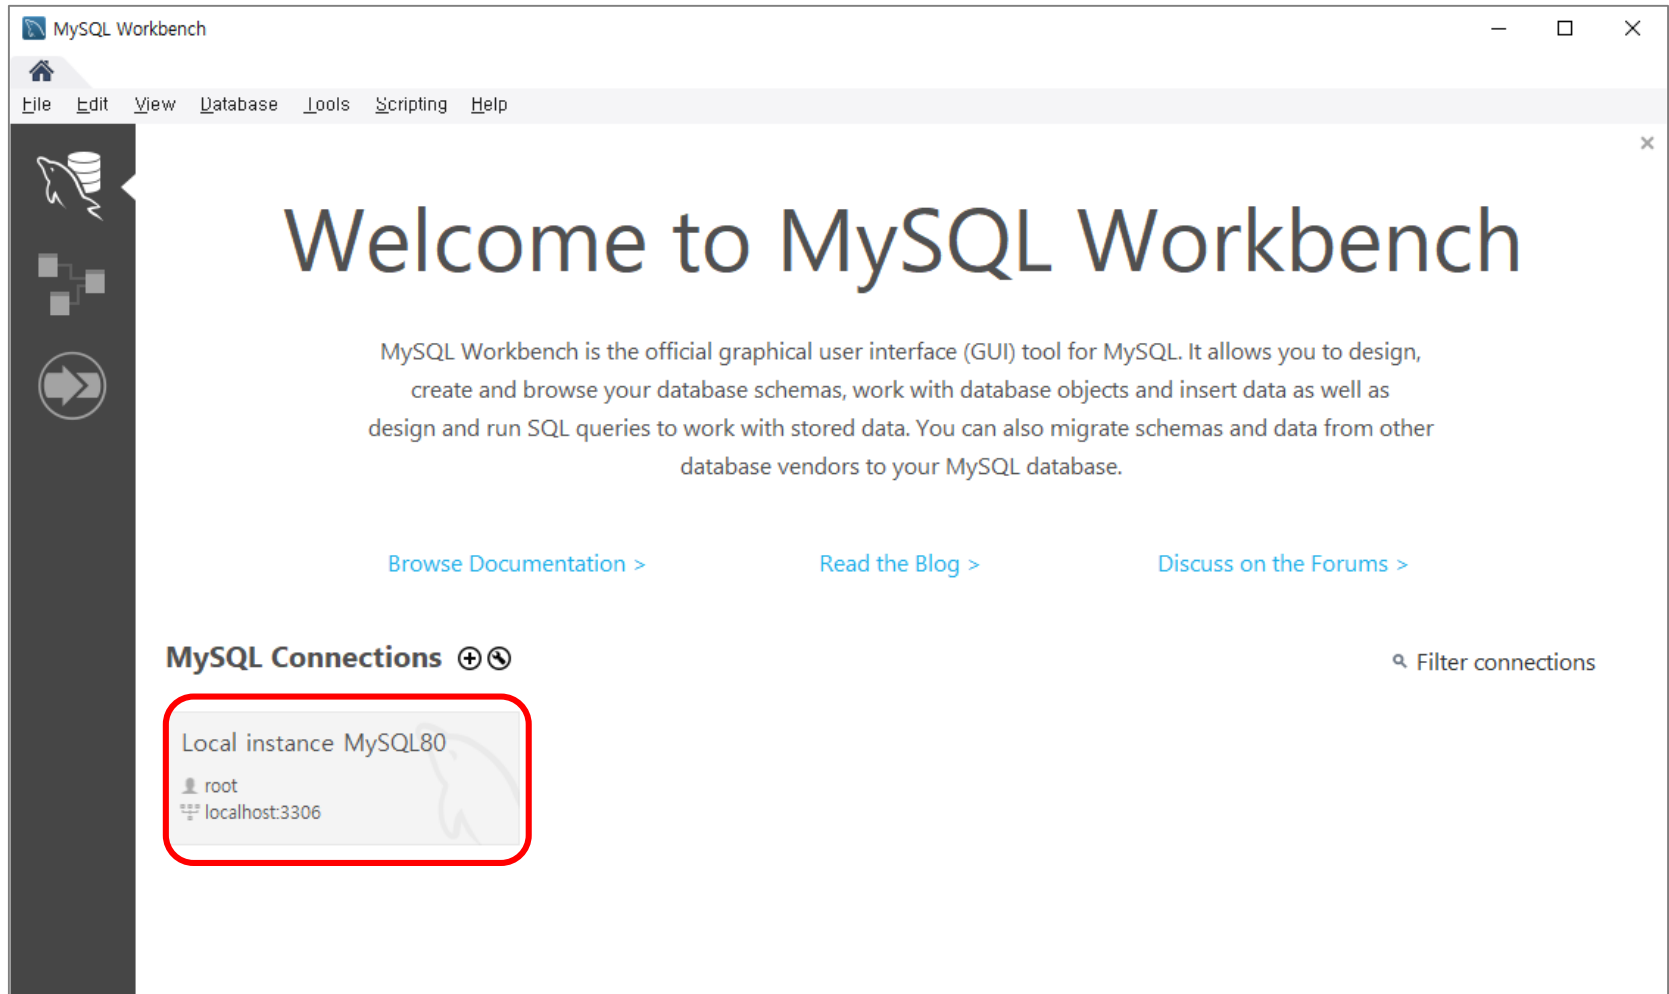 MySQL Workbench
File Edit View Database Tools Scripting Help
Welcome to MySQL Workbench
MySQL Workbench is the official graphical user interface (GUI) tool for MySQL. It allows you to design,
create and browse your database schemas, work with database objects and insert data as well as
design and run SQL queries to work with stored data. You can also migrate schemas and data from other
database vendors to your MySQL database.
Browse Documentation > Read the Blog > Discuss on the Forums >
MySQL Connections
Filter connections
Local instance MySQL80
root
localhost:3306